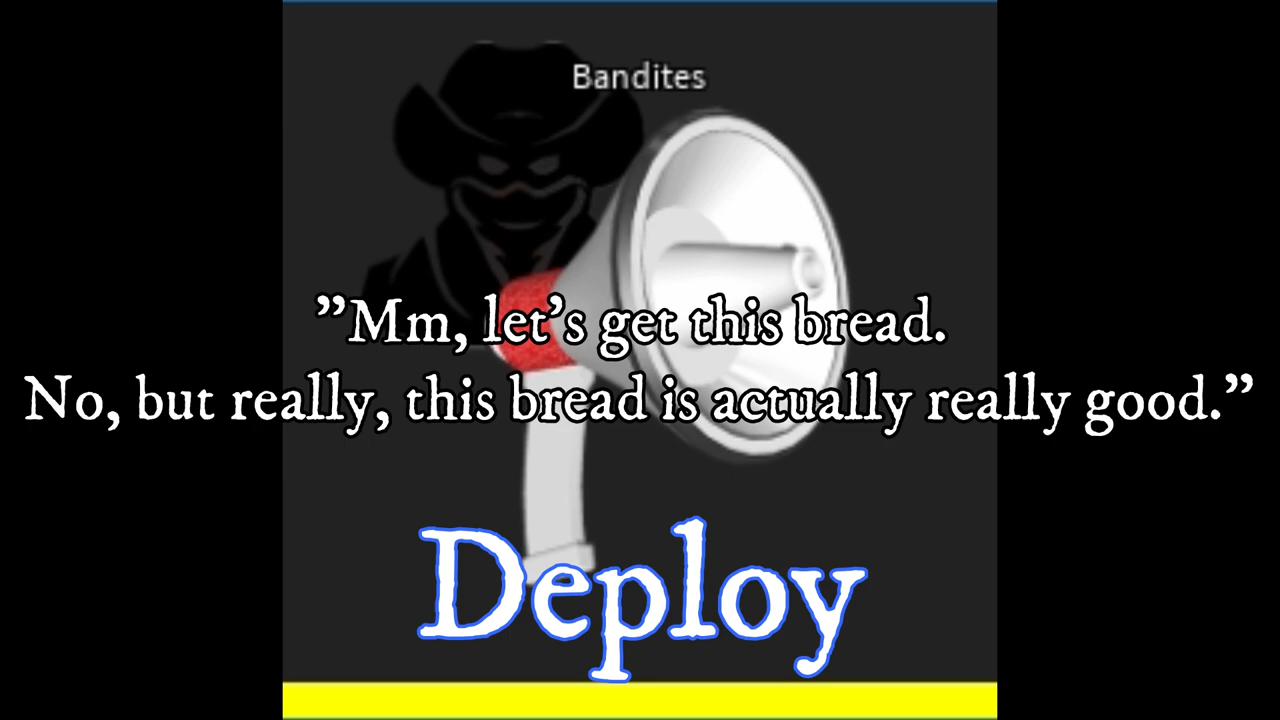 Bandites
”Mm, let’s get this bread.
No, but really, this bread is actually really good.”
Deploy